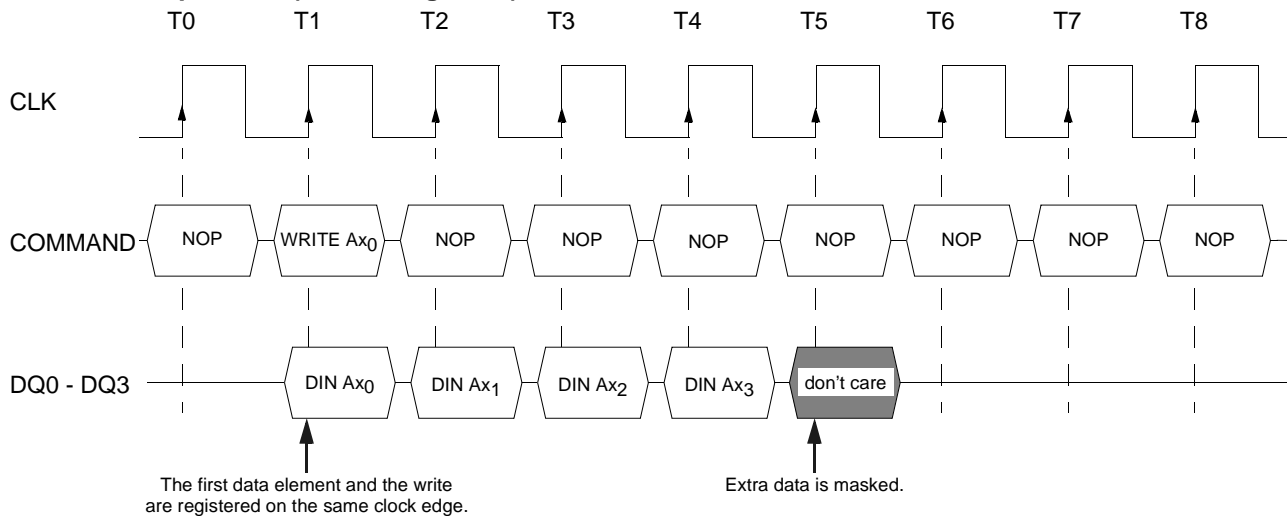 T0 T1 T2 T3 T4 T5 T6 T7 T8
CLK
COMMAND NOP WRITE Ax0 NOP NOP NOP NOP NOP NOP NOP
DQ0 - DQ3 DIN Ax0 DIN Ax1 DIN Ax2 DIN Ax3 don't care
The first data element and the write
are registered on the same clock edge.
Extra data is masked.